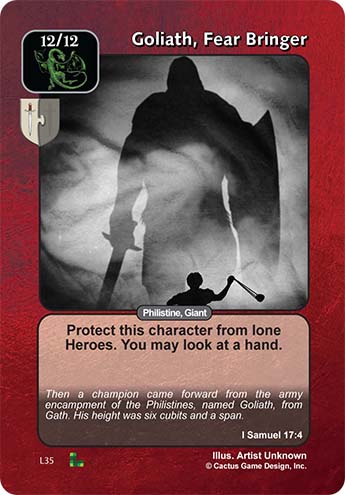 12/12
Goliath, Fear Bringer
Philistine, Giant
Protect this character from lone
Heroes. You may look at a hand.
Then a champion came forward from the army
encampment of the Philistines, named Goliath, from
Gath. His height was six cubits and a span.
I Samuel 17:4
L35
Illus. Artist Unknown
© Cactus Game Design, Inc.